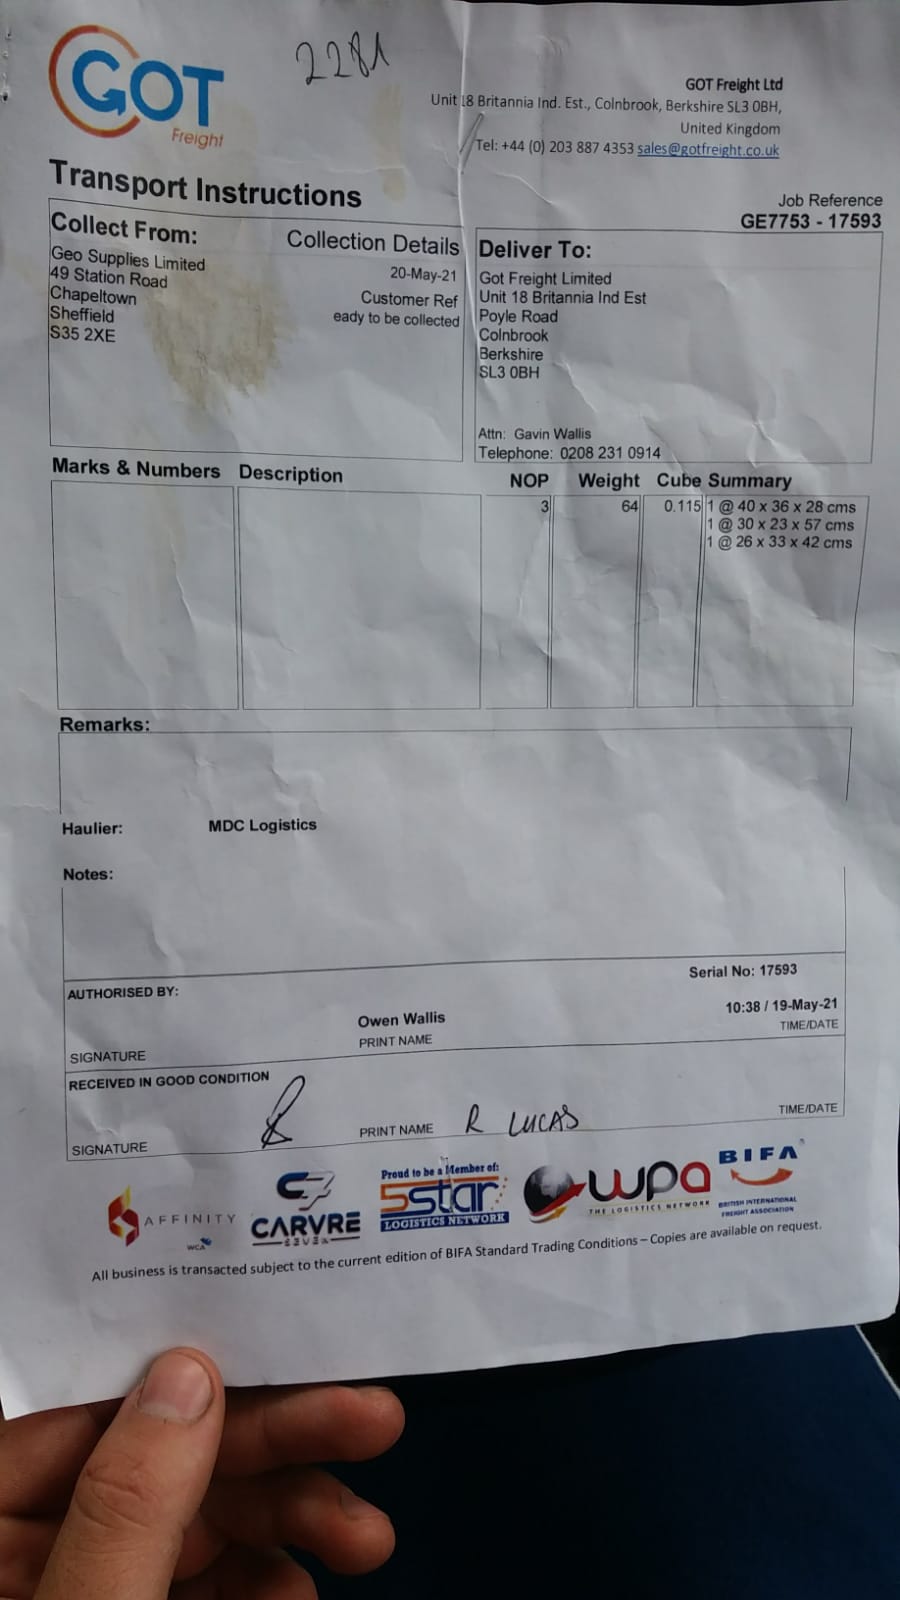 GOT
Freight
2281
GOT Freight Ltd
Unit 18 Britannia Ind. Est., Colnbrook, Berkshire SL3 0BH,
United Kingdom
Tel: +44 (0) 203 887 4353 sales@gotfreight.co.uk
Transport Instructions
Job Reference
GE7753 - 17593
Collect From:
Collection Details
Geo Supplies Limited
49 Station Road
Chapeltown
Sheffield
S35 2XE
20-May-21
Customer Ref
eady to be collected
Deliver To:
Got Freight Limited
Unit 18 Britannia Ind Est
Poyle Road
Colnbrook
Berkshire
SL3 0BH
Attn: Gavin Wallis
Telephone: 0208 231 0914
Marks & Numbers Description NOP Weight Cube Summary
3 64 0.115 1 @ 40 x 36 x 28 cms
1 @ 30 x 23 x 57 cms
1 @ 26 x 33 x 42 cms
Remarks:
Haulier: MDC Logistics
Notes:
Serial No: 17593
AUTHORISED BY:
Owen Wallis
10:38 / 19-May-21
SIGNATURE
PRINT NAME
TIME/DATE
RECEIVED IN GOOD CONDITION
SIGNATURE
PRINT NAME R LUCAS
TIME/DATE
AFFINITY
WCA
C7
CARVRE
SEVEN
Proud to be a Member of:
5star
LOGISTICS NETWORK
wpa
THE LOGISTICS NETWORK
BIFA
BRITISH INTERNATIONAL
FREIGHT ASSOCIATION
All business is transacted subject to the current edition of BIFA Standard Trading Conditions – Copies are available on request.